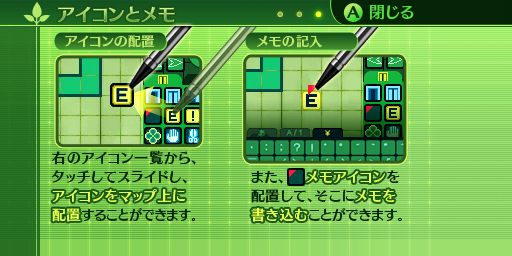 アイコンとメモ
A 閉じる
アイコンの配置
E
E !
右のアイコン一覧から、
タッチしてスライドし、
アイコンをマップ上に
配置することができます。
メモの記入
E
E
あ A/1 ¥
, . : ; ? ! " ' ` ^ ~
また、メモアイコンを
配置して、そこにメモを
書き込むことができます。